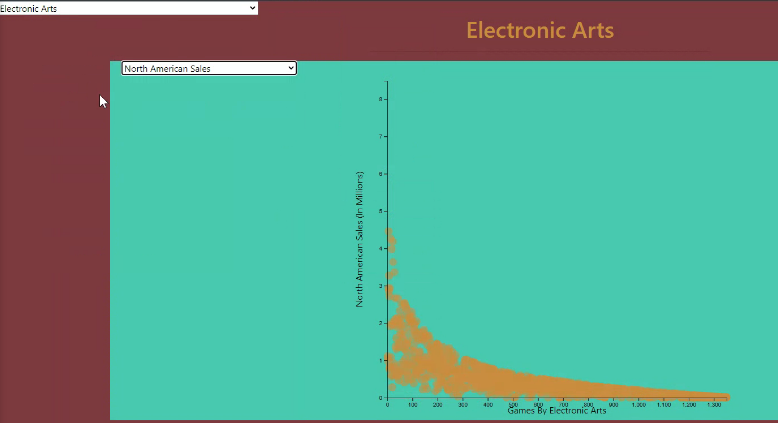 Electronic Arts
Electronic Arts
North American Sales
North American Sales (In Millions)
8
7
6
5
4
3
2
1
0
0 100 200 300 400 500 600 700 800 900 1,000 1,100 1,200 1,300
Games By Electronic Arts